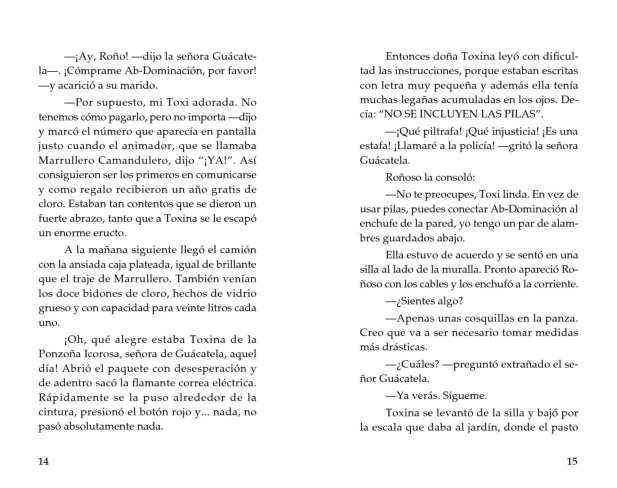 —¡Ay, Roño! —dijo la señora Guácate-
la—. ¡Cómprame Ab-Dominación, por favor!
—y acarició a su marido.
—Por supuesto, mi Toxi adorada. No
tenemos cómo pagarlo, pero no importa —dijo
y marcó el número que aparecía en pantalla
justo cuando el animador, que se llamaba
Marrullero Camandulero, dijo “¡YA!”. Así
consiguieron ser los primeros en comunicarse
y como regalo recibieron un año gratis de
cloro. Estaban tan contentos que se dieron un
fuerte abrazo, tanto que a Toxina se le escapó
un enorme eructo.
A la mañana siguiente llegó el camión
con la ansiada caja plateada, igual de brillante
que el traje de Marrullero. También venían
los doce bidones de cloro, hechos de vidrio
grueso y con capacidad para veinte litros cada
uno.
¡Oh, qué alegre estaba Toxina de la
Ponzoña Icorosa, señora de Guácatela, aquel
día! Abrió el paquete con desesperación y
de adentro sacó la flamante correa eléctrica.
Rápidamente se la puso alrededor de la
cintura, presionó el botón rojo y... nada, no
pasó absolutamente nada.
14
Entonces doña Toxina leyó con dificul-
tad las instrucciones, porque estaban escritas
con letra muy pequeña y además ella tenía
muchas legañas acumuladas en los ojos. De-
cía: “NO SE INCLUYEN LAS PILAS”.
—¡Qué piltrafa! ¡Qué injusticia! ¡Es una
estafa! ¡Llamaré a la policía! —gritó la señora
Guácatela.
Roñoso la consoló:
—No te preocupes, Toxi linda. En vez de
usar pilas, puedes conectar Ab-Dominación al
enchufe de la pared, yo tengo un par de alam-
bres guardados abajo.
Ella estuvo de acuerdo y se sentó en una
silla al lado de la muralla. Pronto apareció Ro-
ñoso con los cables y los enchufó a la corriente.
—¿Sientes algo?
—Apenas unas cosquillas en la panza.
Creo que va a ser necesario tomar medidas
más drásticas.
—¿Cuáles? —preguntó extrañado el se-
ñor Guácatela.
—Ya verás. Sígueme.
Toxina se levantó de la silla y bajó por
la escala que daba al jardín, donde el pasto
15